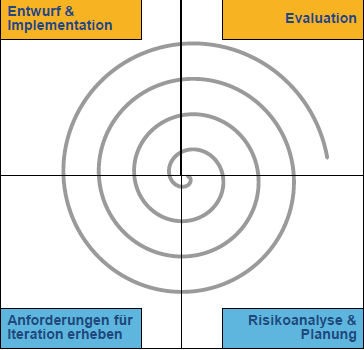 Entwurf &
Implementation
Evaluation
Anforderungen für
Iteration erheben
Risikoanalyse &
Planung